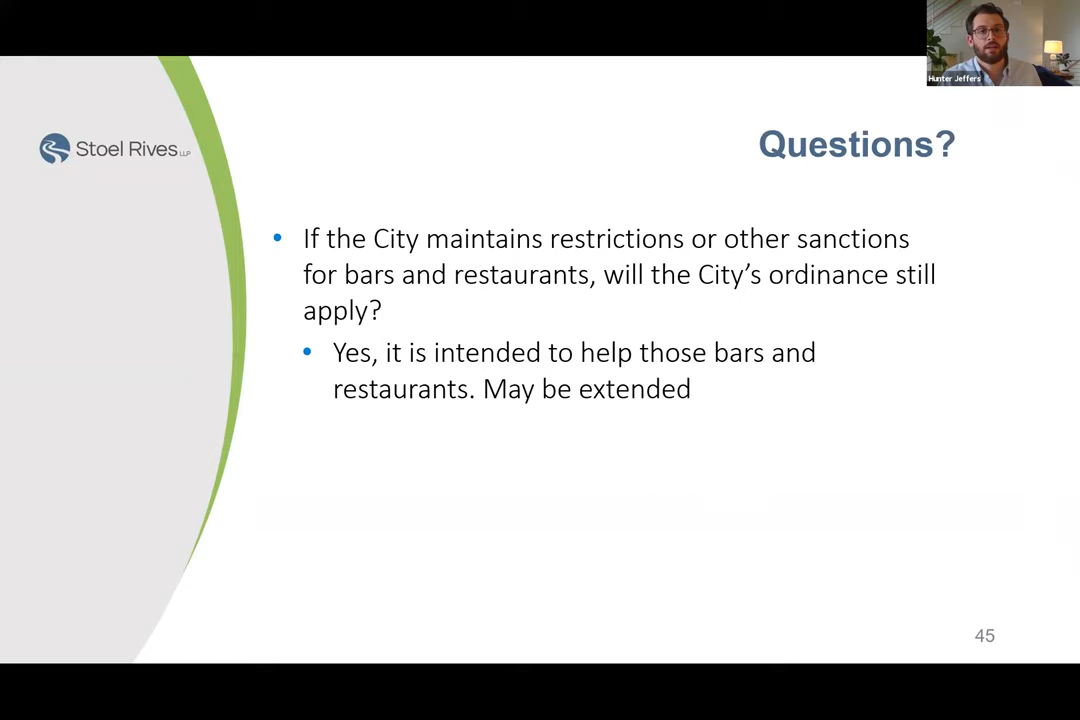 Hunter Jeffers
Stoel Rives LLP
Questions?
• If the City maintains restrictions or other sanctions
for bars and restaurants, will the City’s ordinance still
apply?
• Yes, it is intended to help those bars and
restaurants. May be extended
45